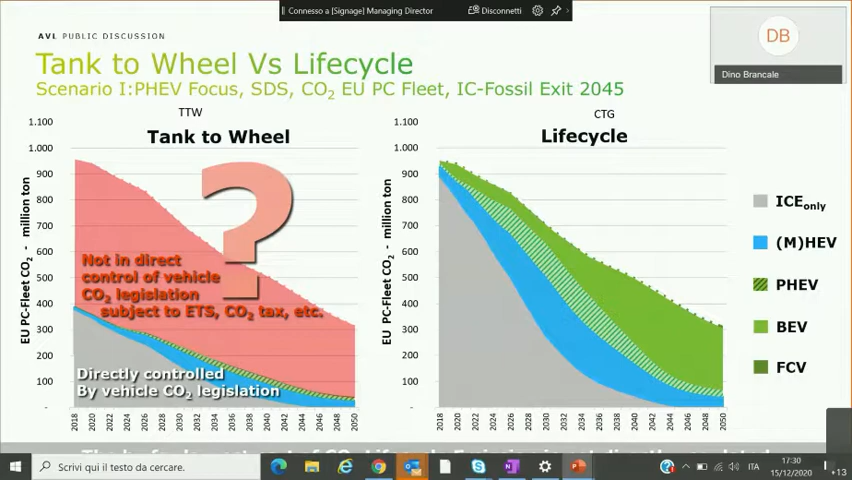 Connesso a [Signage] Managing Director
Disconnetti
AVL PUBLIC DISCUSSION
Tank to Wheel Vs Lifecycle
Scenario I:PHEV Focus, SDS, CO2 EU PC Fleet, IC-Fossil Exit 2045
DB
Dino Brancale
TTW
Tank to Wheel
EU PC-Fleet CO2 - million ton
1.100
1.000
900
800
700
600
500
400
300
200
100
-
?
Not in direct
control of vehicle
CO2 legislation
subject to ETS, CO2 tax, etc.
Directly controlled
By vehicle CO2 legislation
2018 2020 2022 2024 2026 2028 2030 2032 2034 2036 2038 2040 2042 2044 2046 2048 2050
CTG
Lifecycle
EU PC-Fleet CO2 - million ton
1.100
1.000
900
800
700
600
500
400
300
200
100
-
2018 2020 2022 2024 2026 2028 2030 2032 2034 2036 2038 2040 2042 2044 2046 2048 2050
ICEonly
(M)HEV
PHEV
BEV
FCV
Scrivi qui il testo da cercare.
ITA
17:30
15/12/2020
+13